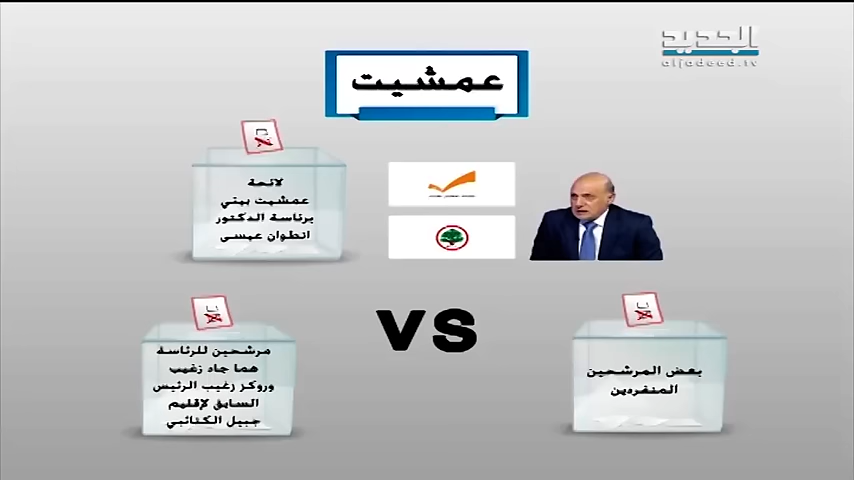 الجديد
aljadeed.tv
عمشيت
لائحة
عمشيت بيتي
برئاسة الدكتور
انطوان عيسى
مرشحين للرئاسة
هما جاد زغيب
وروكز زغيب الرئيس
السابق لإقليم
جبيل الكتائبي
VS
بعض المرشحين
المنفردين